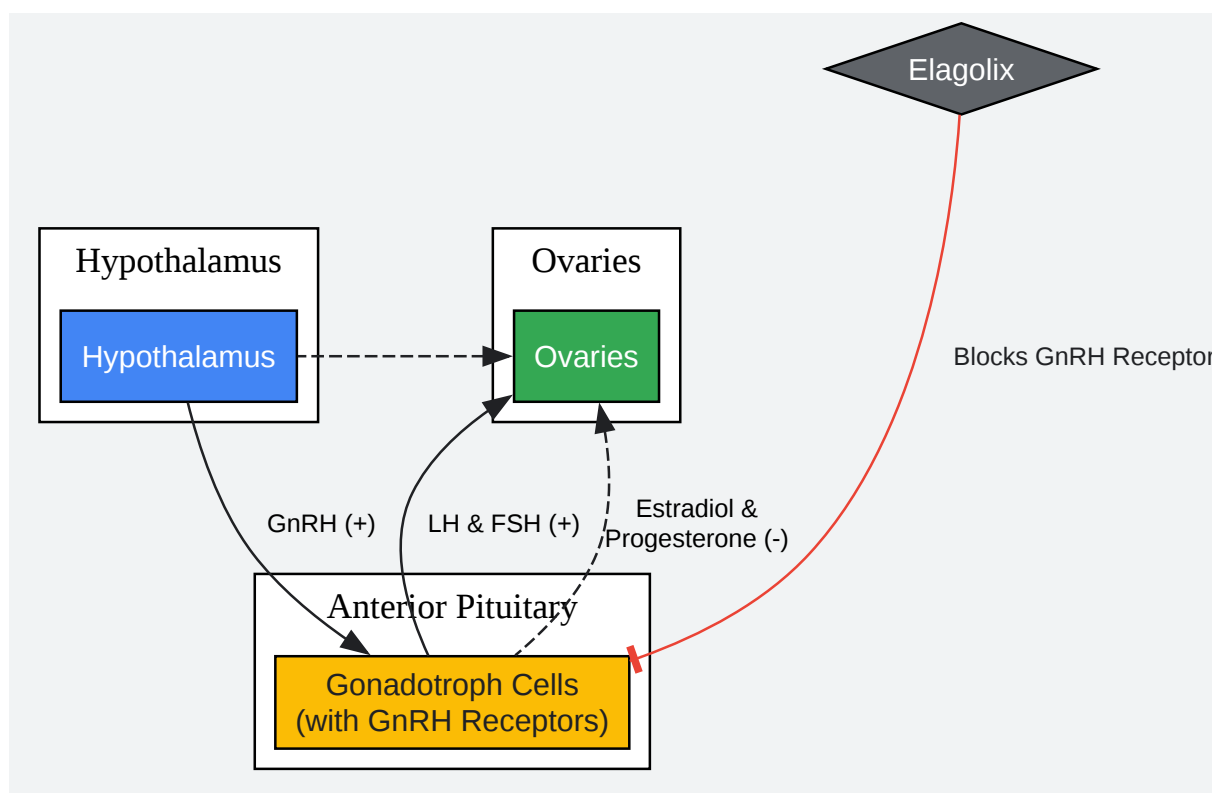 Elagolix
Hypothalamus
Ovaries
Hypothalamus
Ovaries
Blocks GnRH Receptor
GnRH (+)
LH & FSH (+)
Estradiol &
Progesterone (-)
Anterior Pituitary
Gonadotroph Cells
(with GnRH Receptors)